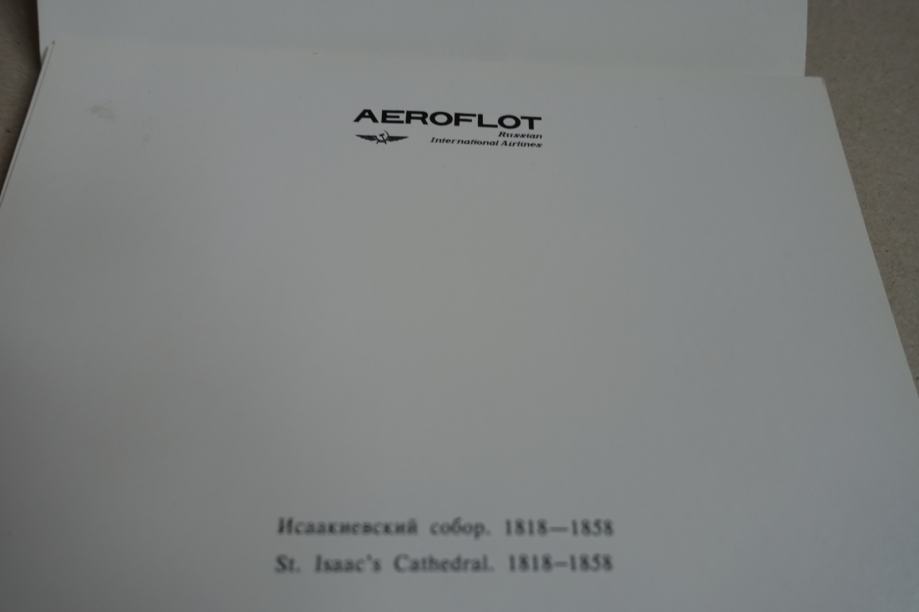 AEROFLOT
Russian
International Airlines
Исаакиевский собор. 1818—1858
St. Isaac's Cathedral. 1818—1858